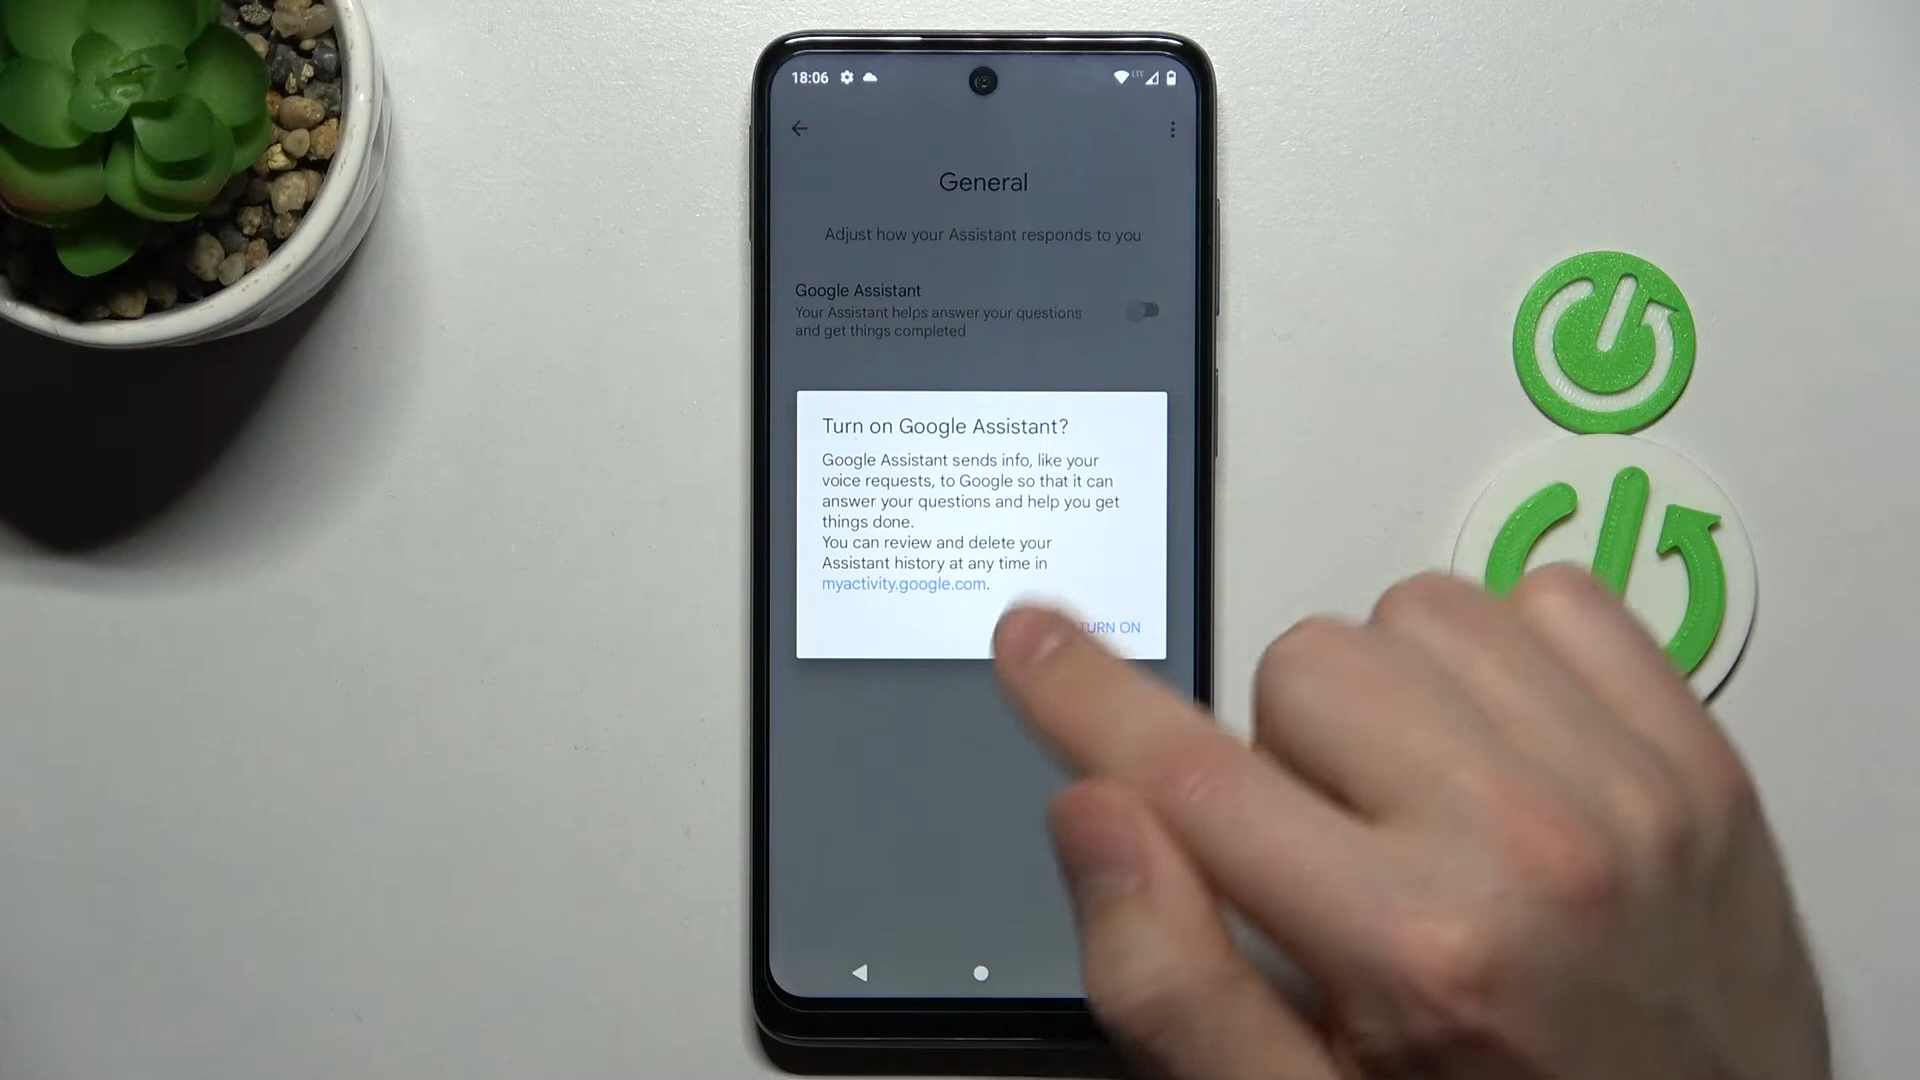 18:06
LTE
General
Adjust how your Assistant responds to you
Google Assistant
Your Assistant helps answer your questions
and get things completed
Turn on Google Assistant?
Google Assistant sends info, like your
voice requests, to Google so that it can
answer your questions and help you get
things done.
You can review and delete your
Assistant history at any time in
myactivity.google.com.
TURN ON